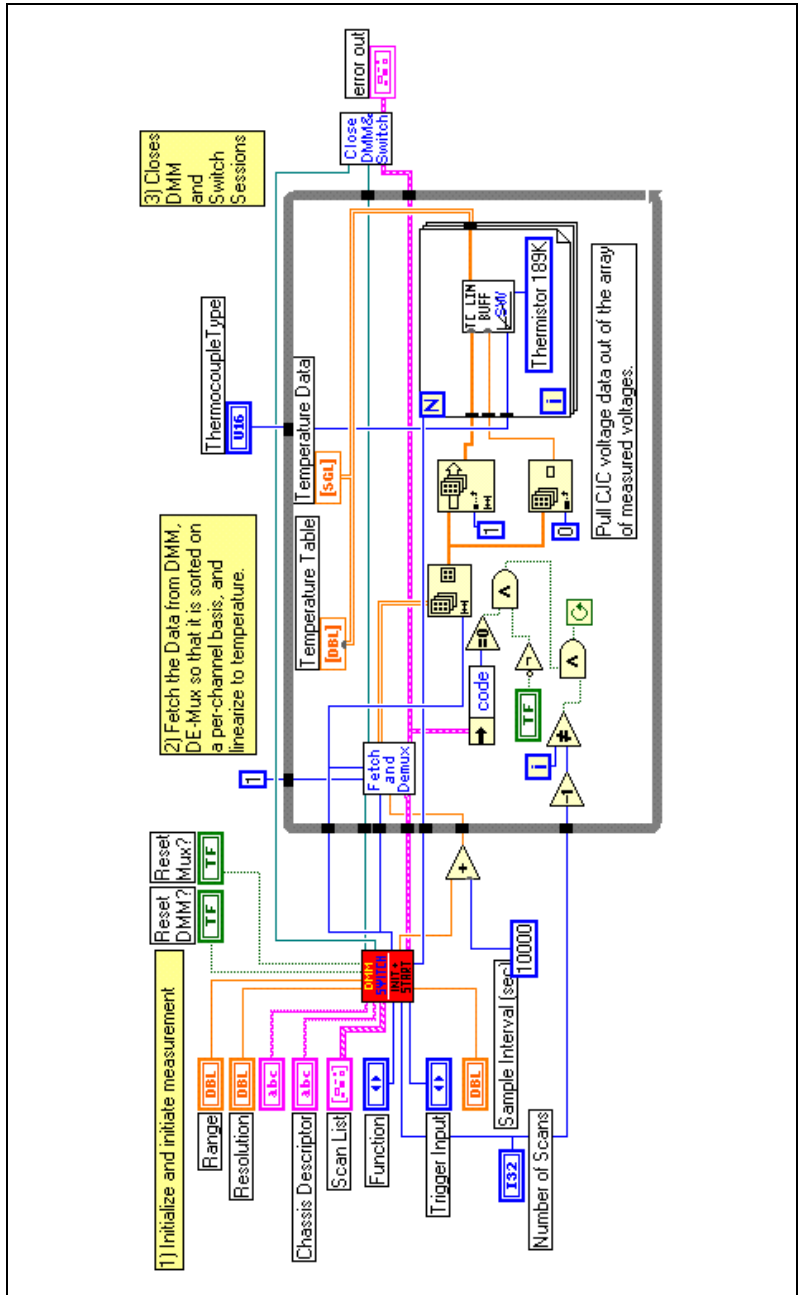 1) Initialize and initiate measurement
Range
DBL
Resolution
DBL
abc
Chassis Descriptor
abc
Scan List
Function
Trigger Input
DBL
Sample Interval (sec)
10000
I32
Number of Scans
Reset
DMM?
TF
Reset
Mux?
TF
DMM
SWITCH
INIT+
START
+
2) Fetch the Data from DMM,
DE-Mux so that it is sorted on
a per-channel basis, and
linearize to temperature.
1
Fetch
and
Demux
Temperature Table
[DBL]
Temperature Data
[SGL]
ThermocoupleType
U16
code
=0
TF
i
-1
≠
1
0
N
i
TC LIN
BUFF
Thermistor 189K
Pull CJC voltage data out of the array
of measured voltages.
3) Closes
DMM
and
Switch
Sessions
Close
DMM&
Switch
error out